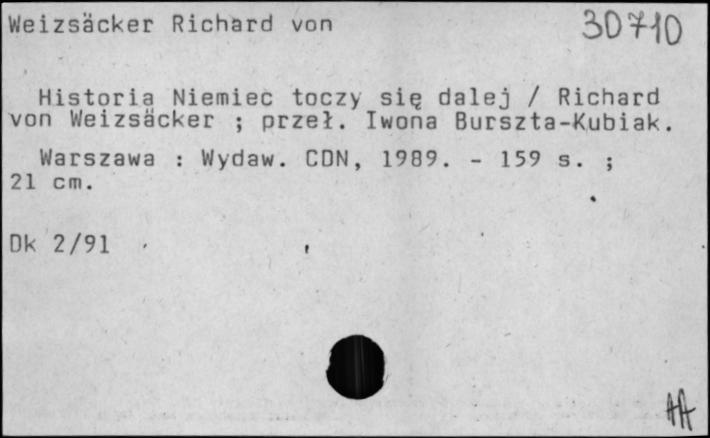 Weizsäcker Richard von
30710
Historia Niemiec toczy się dalej / Richard
von Weizsäcker ; przeł. Iwona Burszta-Kubiak.
Warszawa : Wydaw. CDN, 1989. - 159 s. ;
21 cm.
Dk 2/91
AA